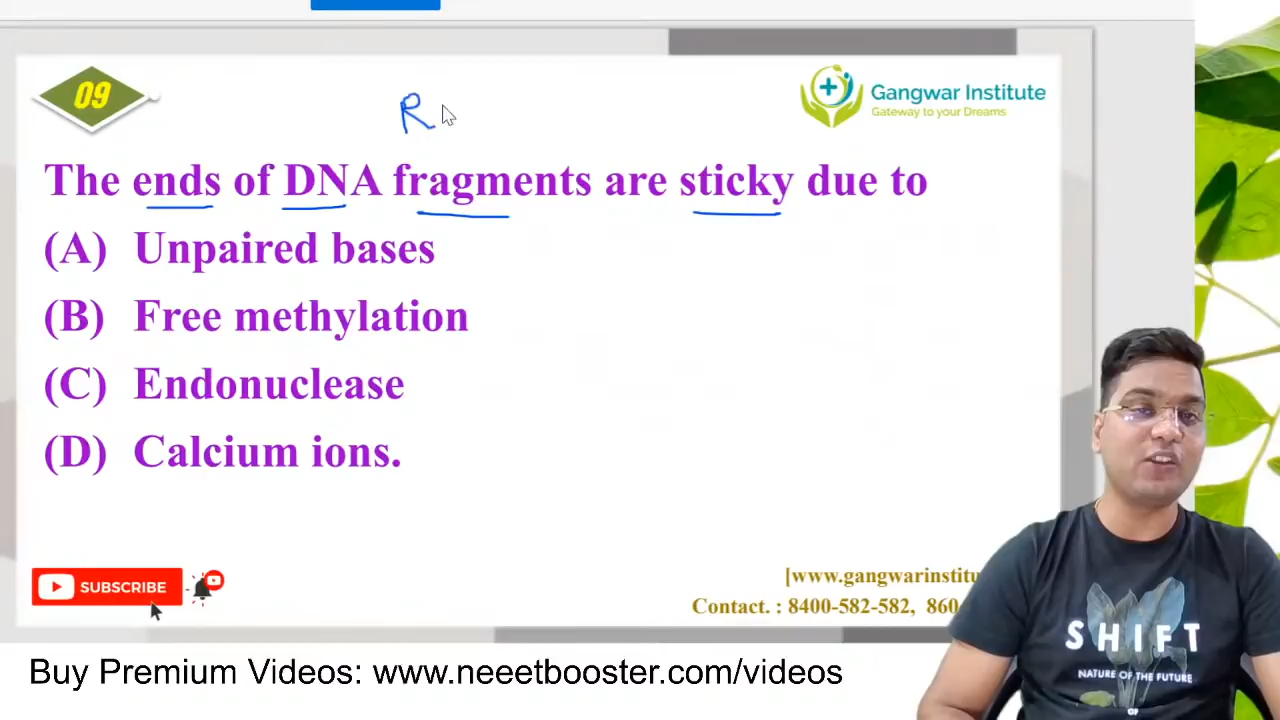 09
R
Gangwar Institute
Gateway to your Dreams
The ends of DNA fragments are sticky due to
(A) Unpaired bases
(B) Free methylation
(C) Endonuclease
(D) Calcium ions.
SUBSCRIBE
[www.gangwarinstitu
Contact. : 8400-582-582, 860
SHIFT
NATURE OF THE FUTURE
OF
Buy Premium Videos: www.neeetbooster.com/videos